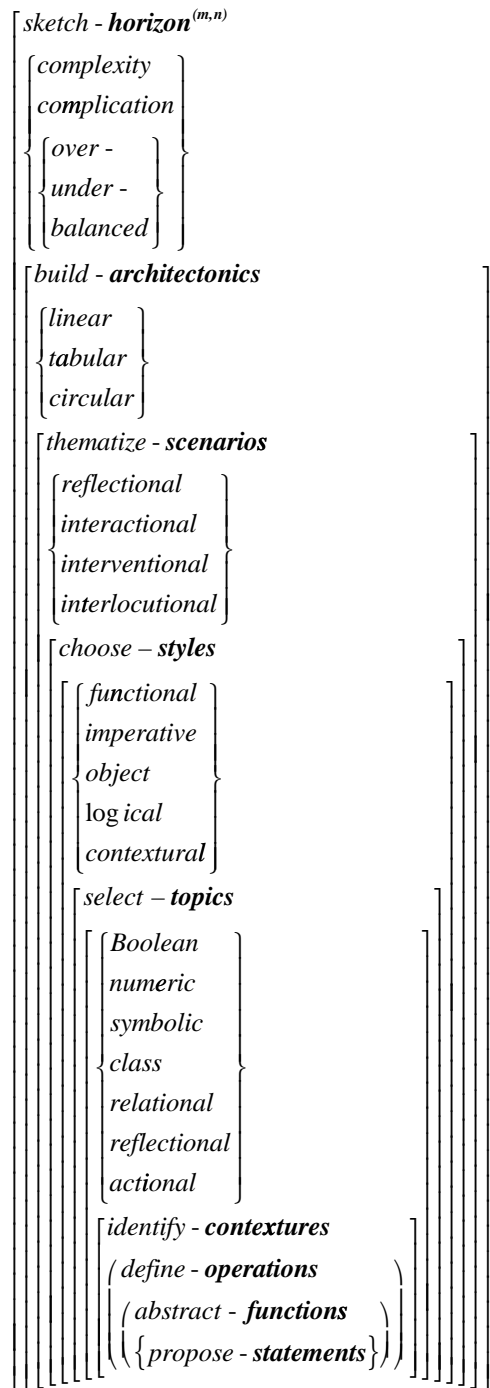 sketch - horizon(m,n)
complexity
complication
over -
under -
balanced
build - architectonics
linear
tabular
circular
thematize - scenarios
reflectional
interactional
interventional
interlocutional
choose – styles
functional
imperative
object
log ical
contextural
select – topics
Boolean
numeric
symbolic
class
relational
reflectional
actional
identify - contextures
define - operations
abstract - functions
{propose - statements}